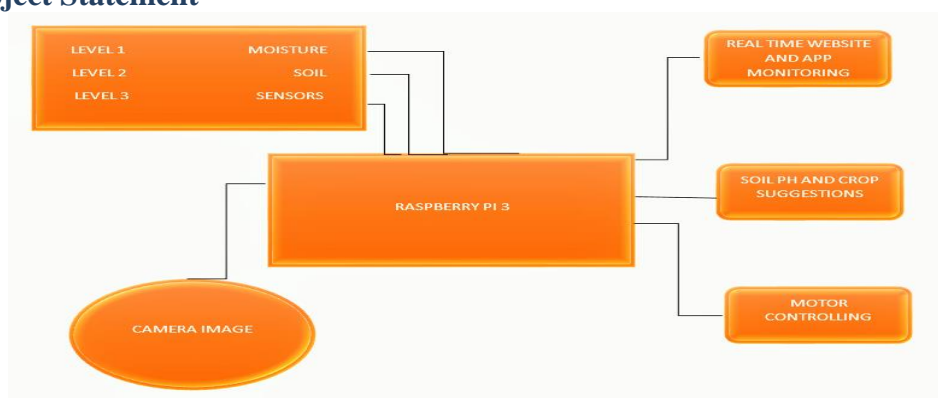 ject Statement
LEVEL 1 MOISTURE
LEVEL 2 SOIL
LEVEL 3 SENSORS
REAL TIME WEBSITE
AND APP
MONITORING
RASPBERRY PI 3
SOIL PH AND CROP
SUGGESTIONS
CAMERA IMAGE
MOTOR
CONTROLLING